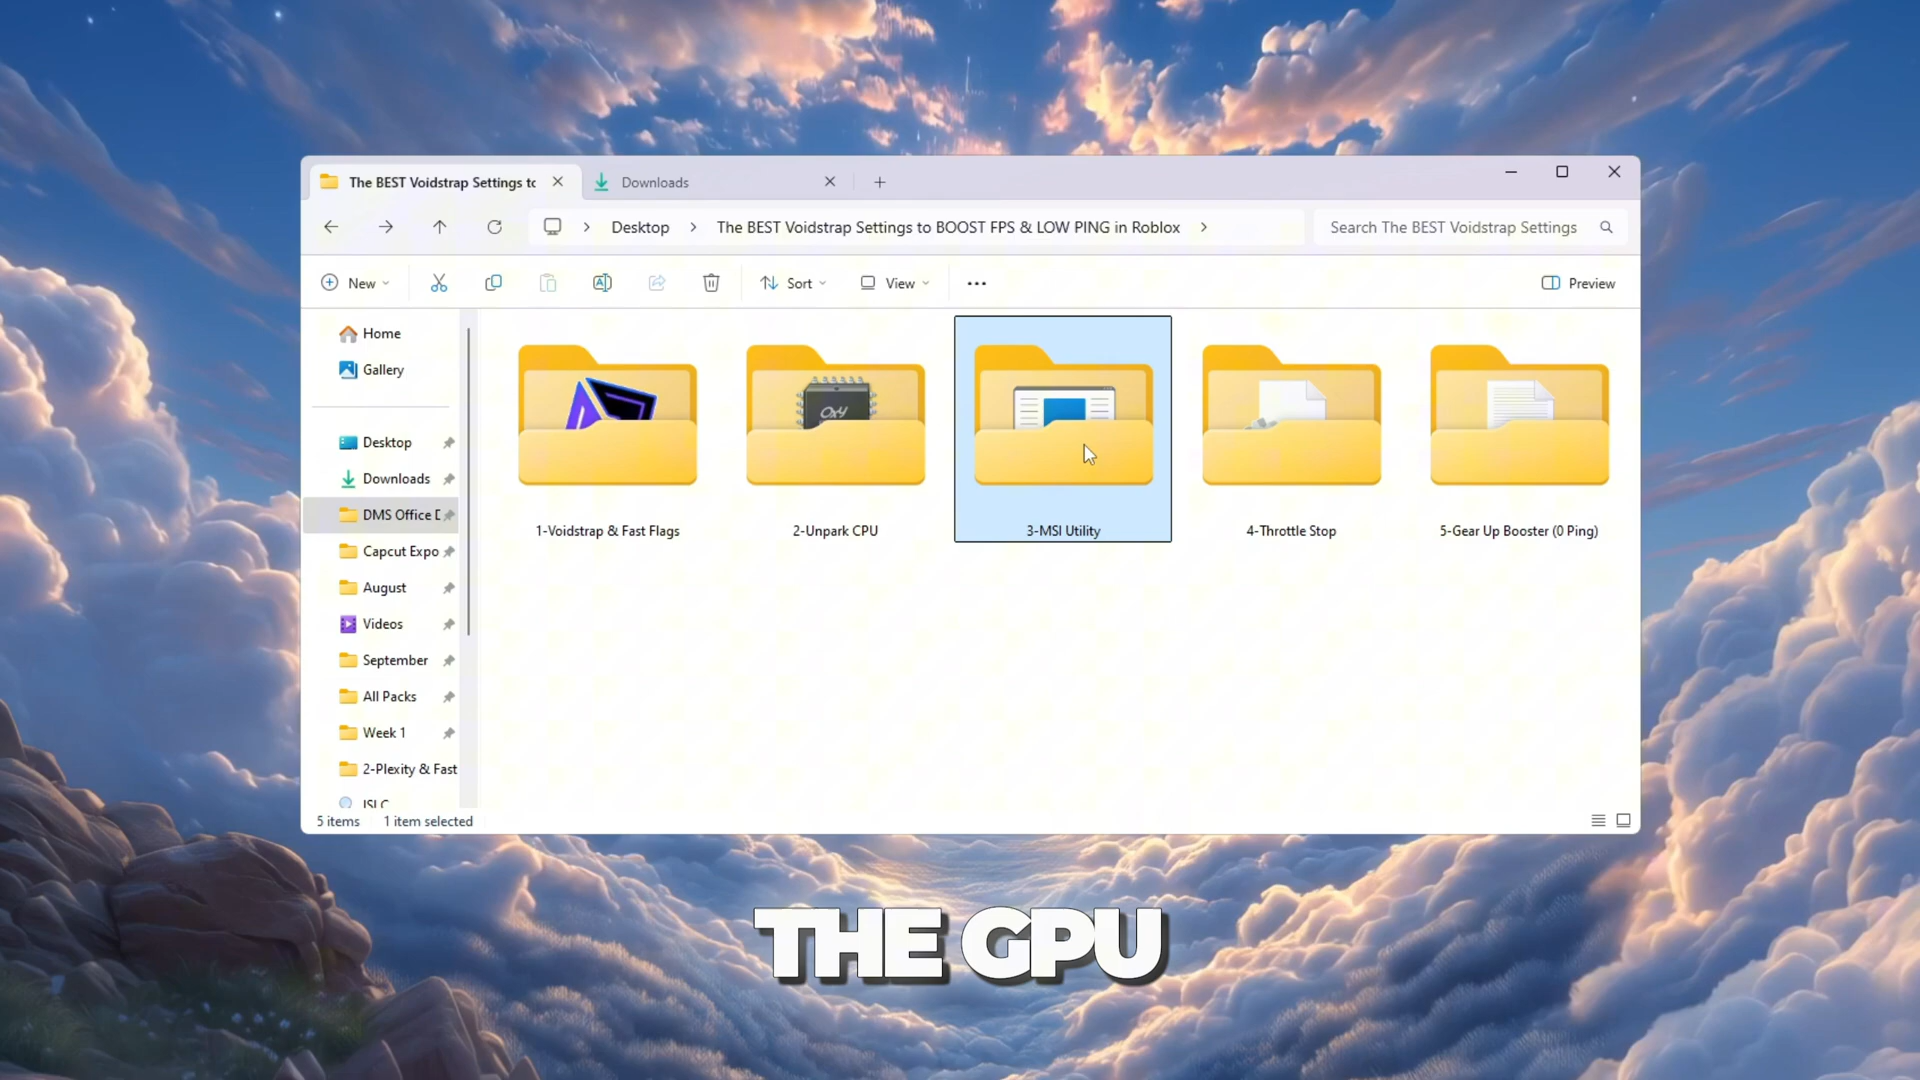 The BEST Voidstrap Settings to
Downloads
Desktop
The BEST Voidstrap Settings to BOOST FPS & LOW PING in Roblox
Search The BEST Voidstrap Settings
New
Sort
View
Preview
Home
Gallery
Desktop
Downloads
DMS Office D
Capcut Expo
August
Videos
September
All Packs
Week 1
2-Plexity & Fast
ISLC
0x4
1-Voidstrap & Fast Flags
2-Unpark CPU
3-MSI Utility
4-Throttle Stop
5-Gear Up Booster (0 Ping)
5 items
1 item selected
THE GPU